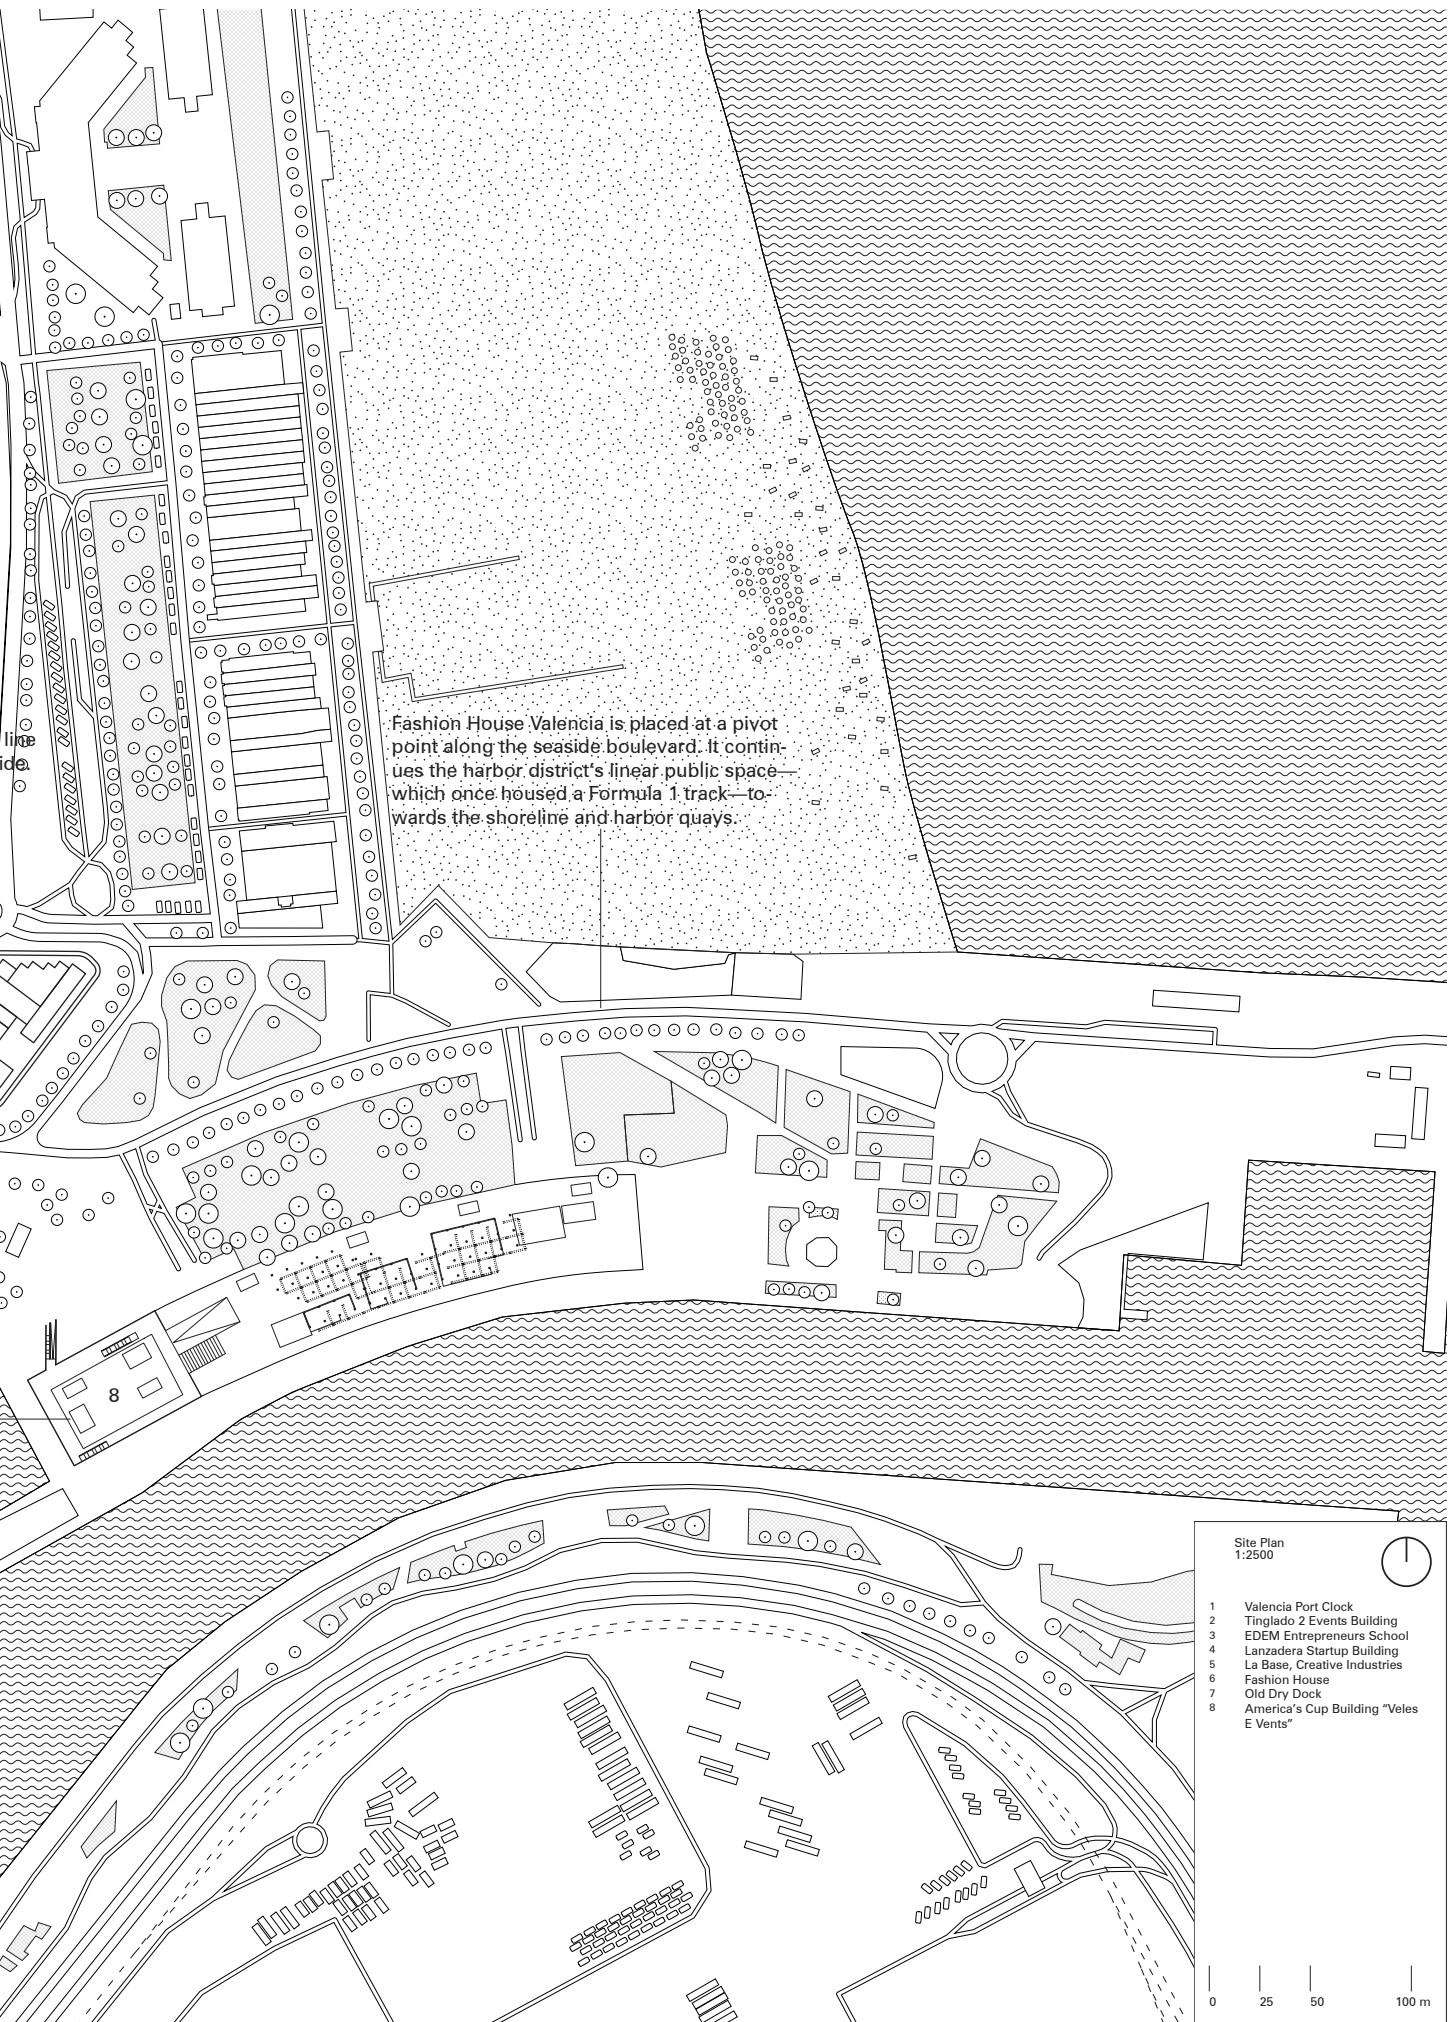 line
ide.
Fashion House Valencia is placed at a pivot
point along the seaside boulevard. It contin-
ues the harbor district's linear public space—
which once housed a Formula 1 track—to-
wards the shoreline and harbor quays.
8
Site Plan
1:2500
1 Valencia Port Clock
2 Tinglado 2 Events Building
3 EDEM Entrepreneurs School
4 Lanzadera Startup Building
5 La Base, Creative Industries
6 Fashion House
7 Old Dry Dock
8 America's Cup Building “Veles
E Vents”
0 25 50 100 m